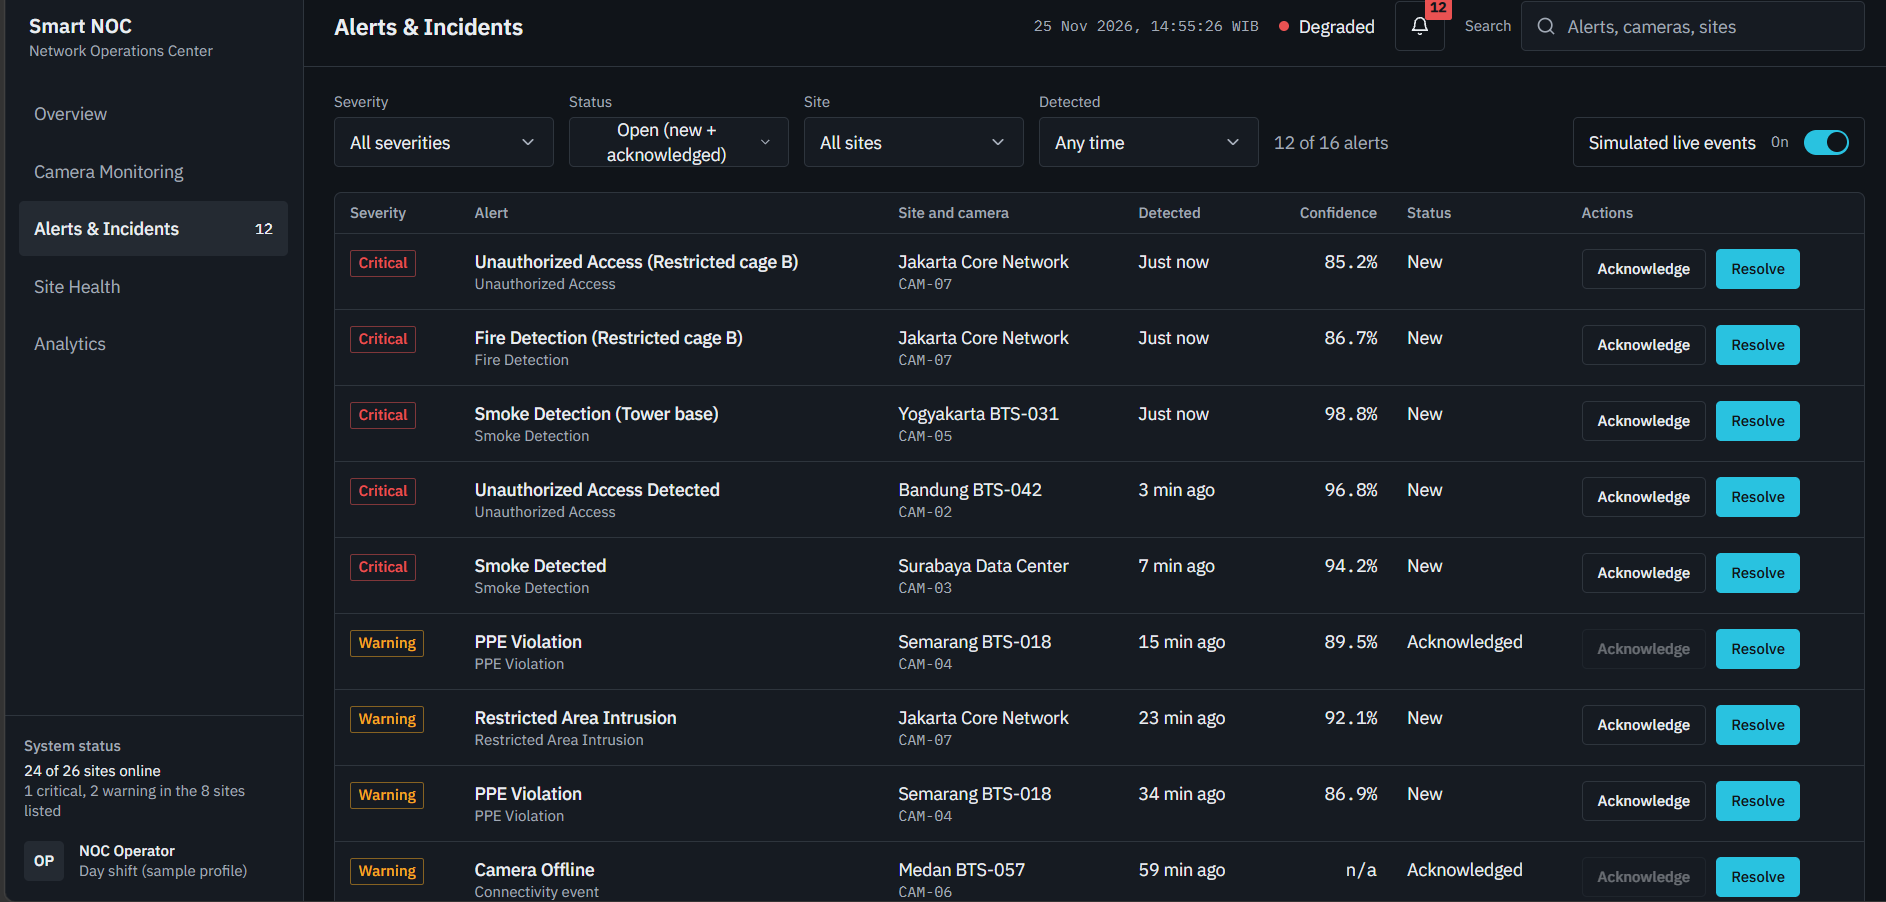 Smart NOC
Network Operations Center
Overview
Camera Monitoring
Alerts & Incidents 12
Site Health
Analytics
System status
24 of 26 sites online
1 critical, 2 warning in the 8 sites
listed
OP
NOC Operator
Day shift (sample profile)
Alerts & Incidents
25 Nov 2026, 14:55:26 WIB
Degraded
12
Search
Alerts, cameras, sites
Severity
All severities
Status
Open (new +
acknowledged)
Site
All sites
Detected
Any time
12 of 16 alerts
Simulated live events On
Severity Alert Site and camera Detected Confidence Status Actions
Critical Unauthorized Access (Restricted cage B) Jakarta Core Network Just now 85.2% New Acknowledge Resolve
Unauthorized Access CAM-07
Critical Fire Detection (Restricted cage B) Jakarta Core Network Just now 86.7% New Acknowledge Resolve
Fire Detection CAM-07
Critical Smoke Detection (Tower base) Yogyakarta BTS-031 Just now 98.8% New Acknowledge Resolve
Smoke Detection CAM-05
Critical Unauthorized Access Detected Bandung BTS-042 3 min ago 96.8% New Acknowledge Resolve
Unauthorized Access CAM-02
Critical Smoke Detected Surabaya Data Center 7 min ago 94.2% New Acknowledge Resolve
Smoke Detection CAM-03
Warning PPE Violation Semarang BTS-018 15 min ago 89.5% Acknowledged Acknowledge Resolve
PPE Violation CAM-04
Warning Restricted Area Intrusion Jakarta Core Network 23 min ago 92.1% New Acknowledge Resolve
Restricted Area Intrusion CAM-07
Warning PPE Violation Semarang BTS-018 34 min ago 86.9% New Acknowledge Resolve
PPE Violation CAM-04
Warning Camera Offline Medan BTS-057 59 min ago n/a Acknowledged Acknowledge Resolve
Connectivity event CAM-06